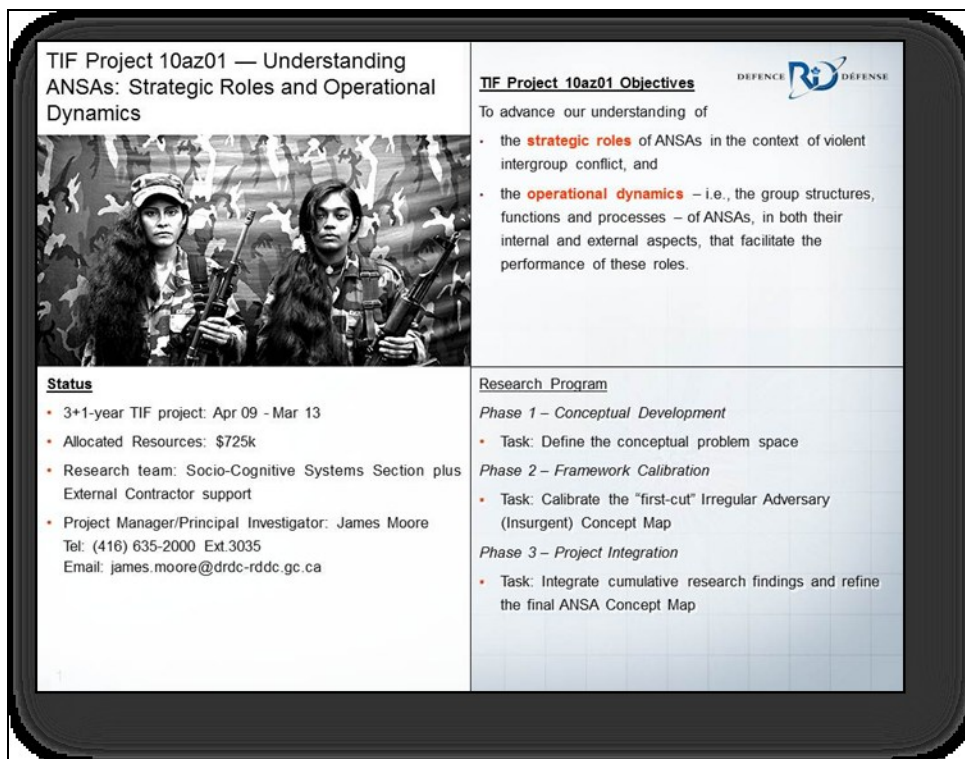 TIF Project 10az01 — Understanding
ANSAs: Strategic Roles and Operational
Dynamics
TIF Project 10az01 Objectives
DEFENCE R&D DÉFENSE
To advance our understanding of
• the strategic roles of ANSAs in the context of violent
intergroup conflict, and
• the operational dynamics – i.e., the group structures,
functions and processes – of ANSAs, in both their
internal and external aspects, that facilitate the
performance of these roles.
Status
• 3+1-year TIF project: Apr 09 - Mar 13
• Allocated Resources: $725k
• Research team: Socio-Cognitive Systems Section plus
External Contractor support
• Project Manager/Principal Investigator: James Moore
Tel: (416) 635-2000 Ext.3035
Email: james.moore@drdc-rddc.gc.ca
1
Research Program
Phase 1 – Conceptual Development
• Task: Define the conceptual problem space
Phase 2 – Framework Calibration
• Task: Calibrate the “first-cut” Irregular Adversary
(Insurgent) Concept Map
Phase 3 – Project Integration
• Task: Integrate cumulative research findings and refine
the final ANSA Concept Map